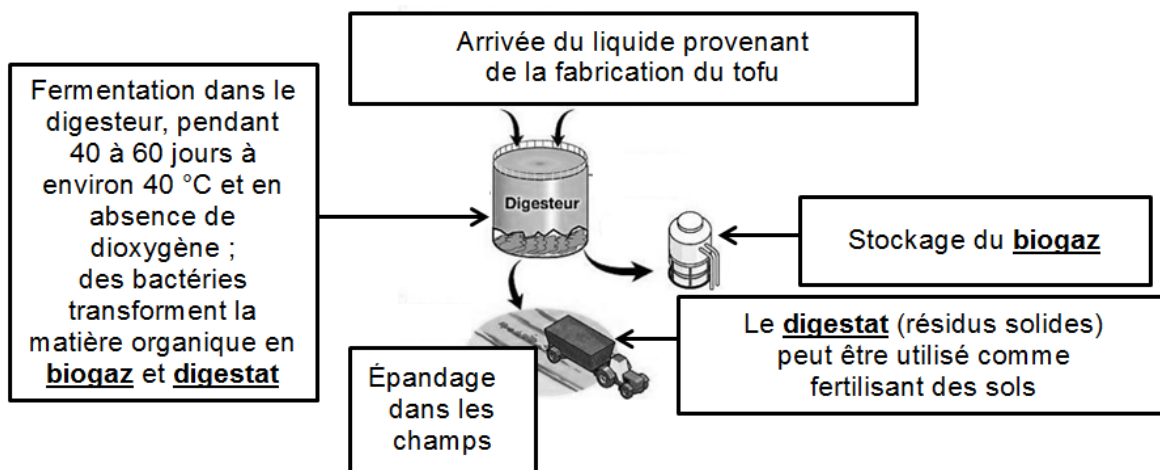 Arrivée du liquide provenant
de la fabrication du tofu
Fermentation dans le
digesteur, pendant
40 à 60 jours à
environ 40 °C et en
absence de
dioxygène ;
des bactéries
transforment la
matière organique en
biogaz et digestat
Digesteur
Stockage du biogaz
Le digestat (résidus solides)
peut être utilisé comme
fertilisant des sols
Épandage
dans les
champs